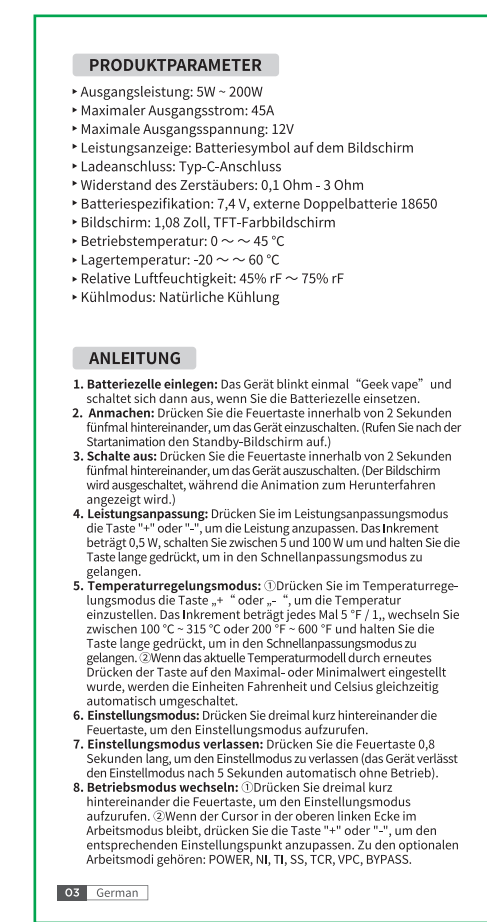 PRODUKTPARAMETER
‣ Ausgangsleistung: 5W ~ 200W
‣ Maximaler Ausgangsstrom: 45A
‣ Maximale Ausgangsspannung: 12V
‣ Leistungsanzeige: Batteriesymbol auf dem Bildschirm
‣ Ladeanschluss: Typ-C-Anschluss
‣ Widerstand des Zerstäubers: 0,1 Ohm - 3 Ohm
‣ Batteriespezifikation: 7,4 V, externe Doppelbatterie 18650
‣ Bildschirm: 1,08 Zoll, TFT-Farbbildschirm
‣ Betriebstemperatur: 0 ～ ～ 45 °C
‣ Lagertemperatur: -20 ～ ～ 60 °C
‣ Relative Luftfeuchtigkeit: 45% rF ～ 75% rF
‣ Kühlmodus: Natürliche Kühlung
ANLEITUNG
1. Batteriezelle einlegen: Das Gerät blinkt einmal “Geek vape” und
schaltet sich dann aus, wenn Sie die Batteriezelle einsetzen.
2. Anmachen: Drücken Sie die Feuertaste innerhalb von 2 Sekunden
fünfmal hintereinander, um das Gerät einzuschalten. (Rufen Sie nach der
Startanimation den Standby-Bildschirm auf.)
3. Schalte aus: Drücken Sie die Feuertaste innerhalb von 2 Sekunden
fünfmal hintereinander, um das Gerät auszuschalten. (Der Bildschirm
wird ausgeschaltet, während die Animation zum Herunterfahren
angezeigt wird.)
4. Leistungsanpassung: Drücken Sie im Leistungsanpassungsmodus
die Taste "+" oder "-", um die Leistung anzupassen. Das Inkrement
beträgt 0,5 W, schalten Sie zwischen 5 und 100 W um und halten Sie die
Taste lange gedrückt, um in den Schnellanpassungsmodus zu
gelangen.
5. Temperaturregelungsmodus: ①Drücken Sie im Temperaturrege-
lungsmodus die Taste „+ “ oder „- “, um die Temperatur
einzustellen. Das Inkrement beträgt jedes Mal 5 °F / 1,, wechseln Sie
zwischen 100 °C ~ 315 °C oder 200 °F ~ 600 °F und halten Sie die
Taste lange gedrückt, um in den Schnellanpassungsmodus zu
gelangen. ②Wenn das aktuelle Temperaturmodell durch erneutes
Drücken der Taste auf den Maximal- oder Minimalwert eingestellt
wurde, werden die Einheiten Fahrenheit und Celsius gleichzeitig
automatisch umgeschaltet.
6. Einstellungsmodus: Drücken Sie dreimal kurz hintereinander die
Feuertaste, um den Einstellungsmodus aufzurufen.
7. Einstellungsmodus verlassen: Drücken Sie die Feuertaste 0,8
Sekunden lang, um den Einstellmodus zu verlassen (das Gerät verlässt
den Einstellmodus nach 5 Sekunden automatisch ohne Betrieb).
8. Betriebsmodus wechseln: ①Drücken Sie dreimal kurz
hintereinander die Feuertaste, um den Einstellungsmodus
aufzurufen. ②Wenn der Cursor in der oberen linken Ecke im
Arbeitsmodus bleibt, drücken Sie die Taste "+" oder "-", um den
entsprechenden Einstellungspunkt anzupassen. Zu den optionalen
Arbeitsmodi gehören: POWER, NI, TI, SS, TCR, VPC, BYPASS.
03 German